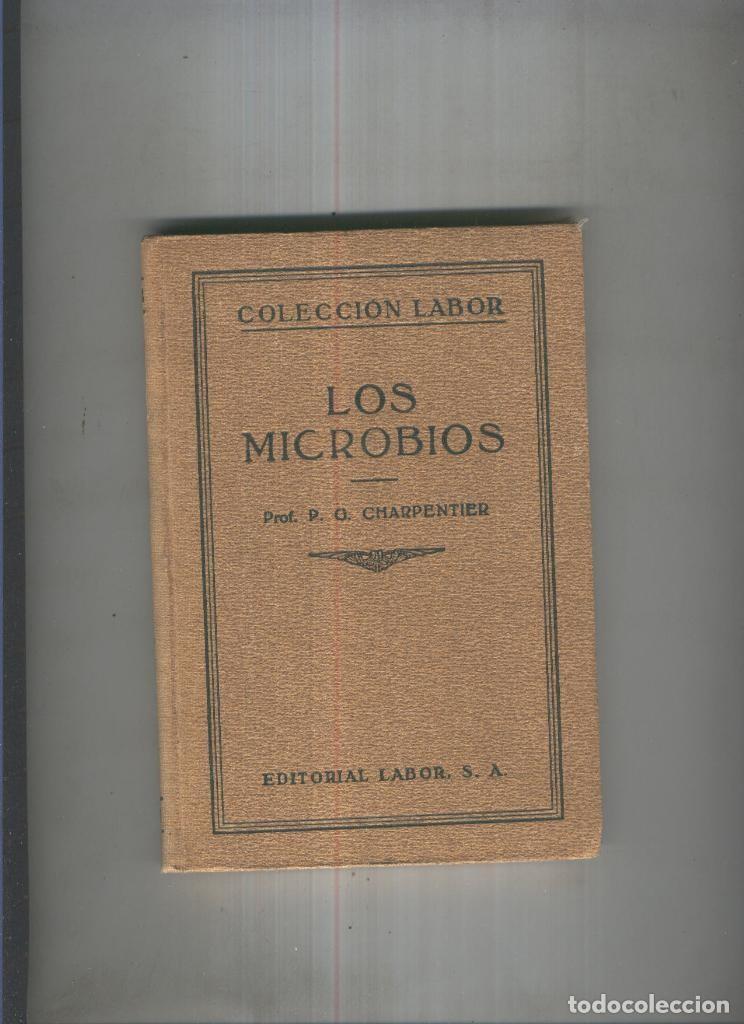 COLECCION LABOR
LOS
MICROBIOS
Prof. P. G. CHARPENTIER
EDITORIAL LABOR, S. A.
todocoleccion